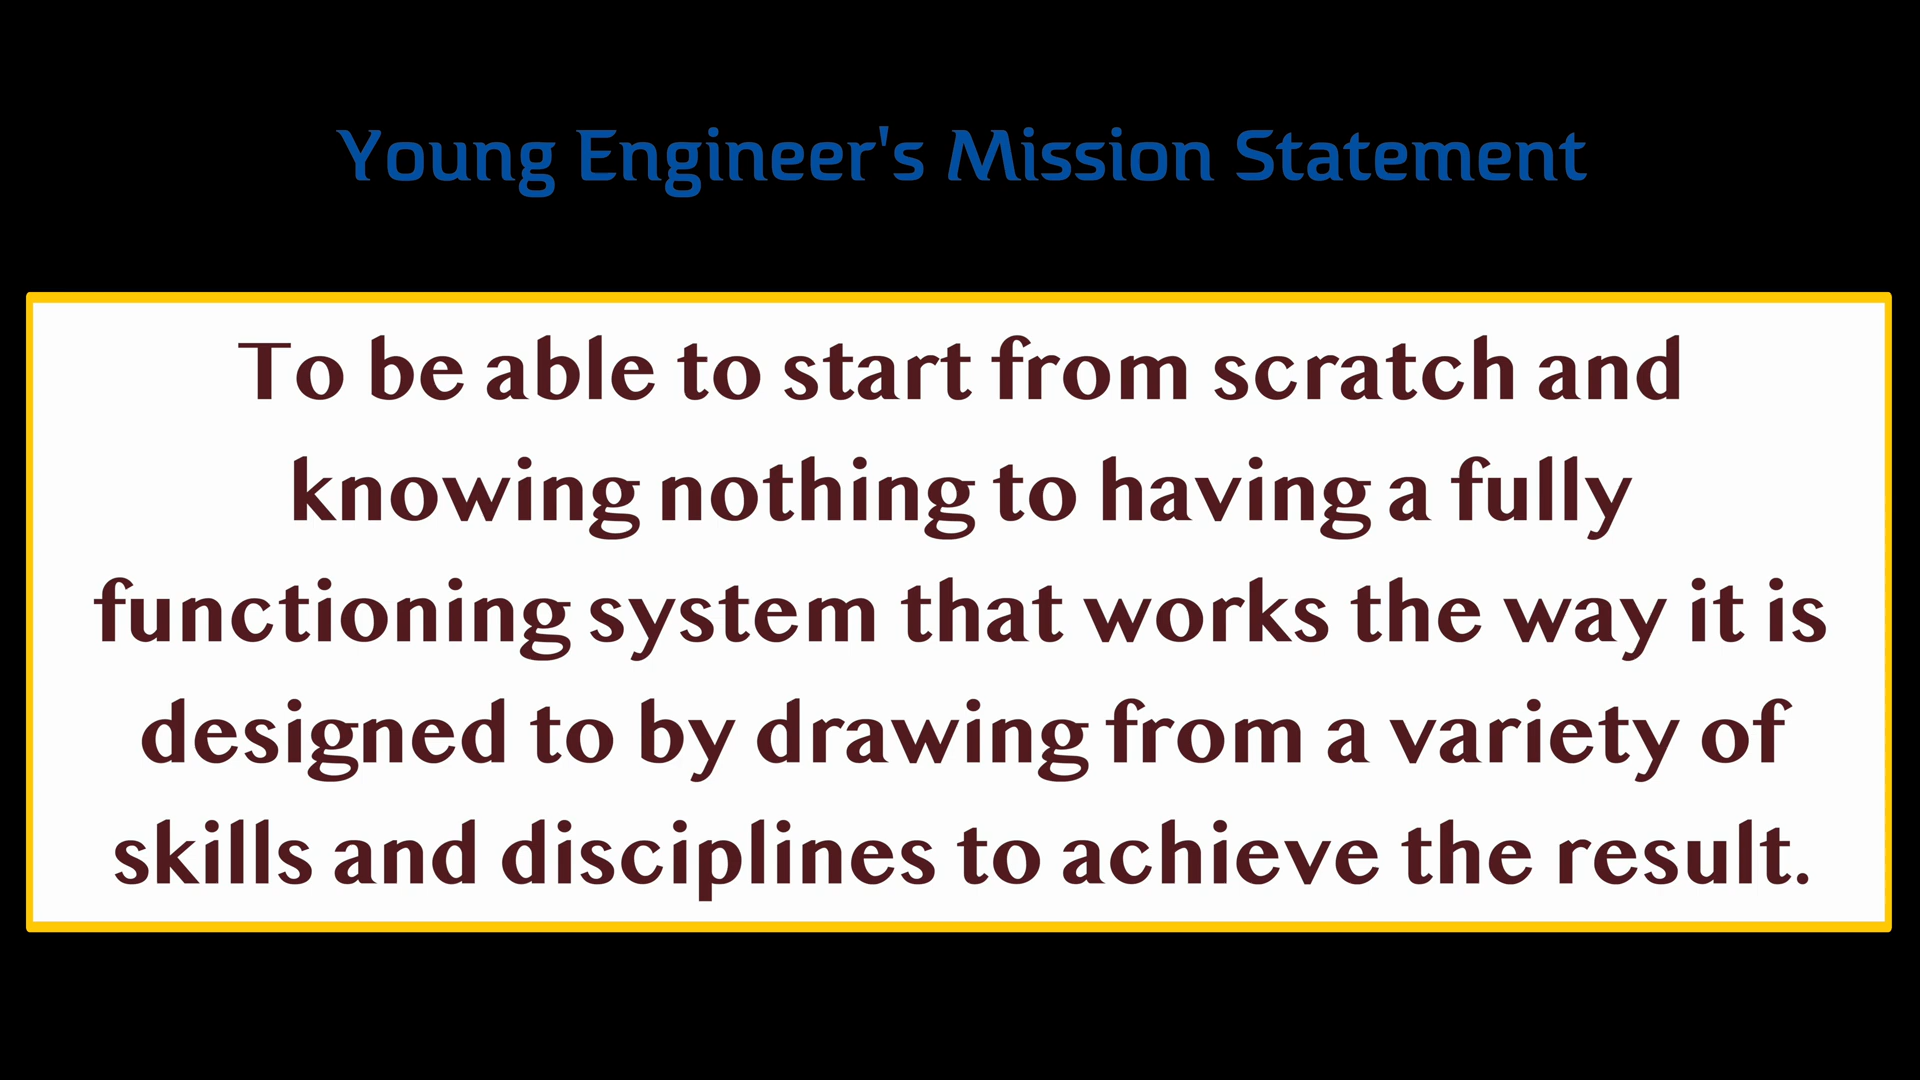 Young Engineer's Mission Statement
To be able to start from scratch and
knowing nothing to having a fully
functioning system that works the way it is
designed to by drawing from a variety of
skills and disciplines to achieve the result.